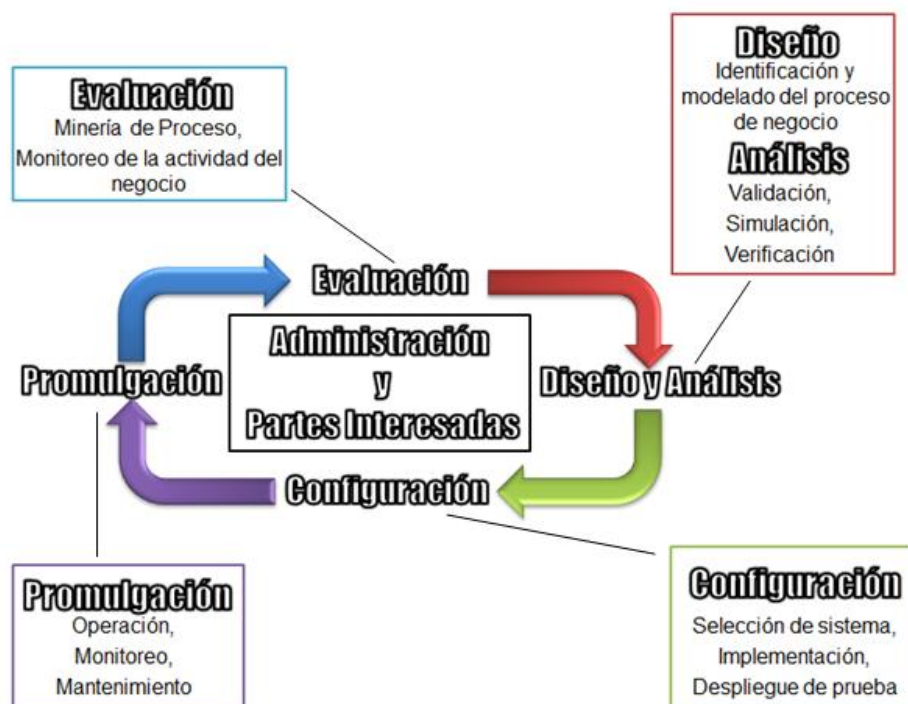 Diseño
Identificación y
modelado del proceso
de negocio
Análisis
Validación,
Simulación,
Verificación
Evaluación
Minería de Proceso,
Monitoreo de la actividad del
negocio
Evaluación
Administración
y
Partes Interesadas
Promulgación
Diseño y Análisis
Configuración
Promulgación
Operación,
Monitoreo,
Mantenimiento
Configuración
Selección de sistema,
Implementación,
Despliegue de prueba